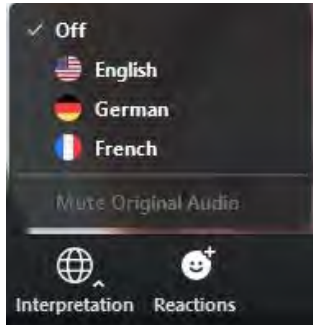 Off
English
German
French
Mute Original Audio
Interpretation Reactions